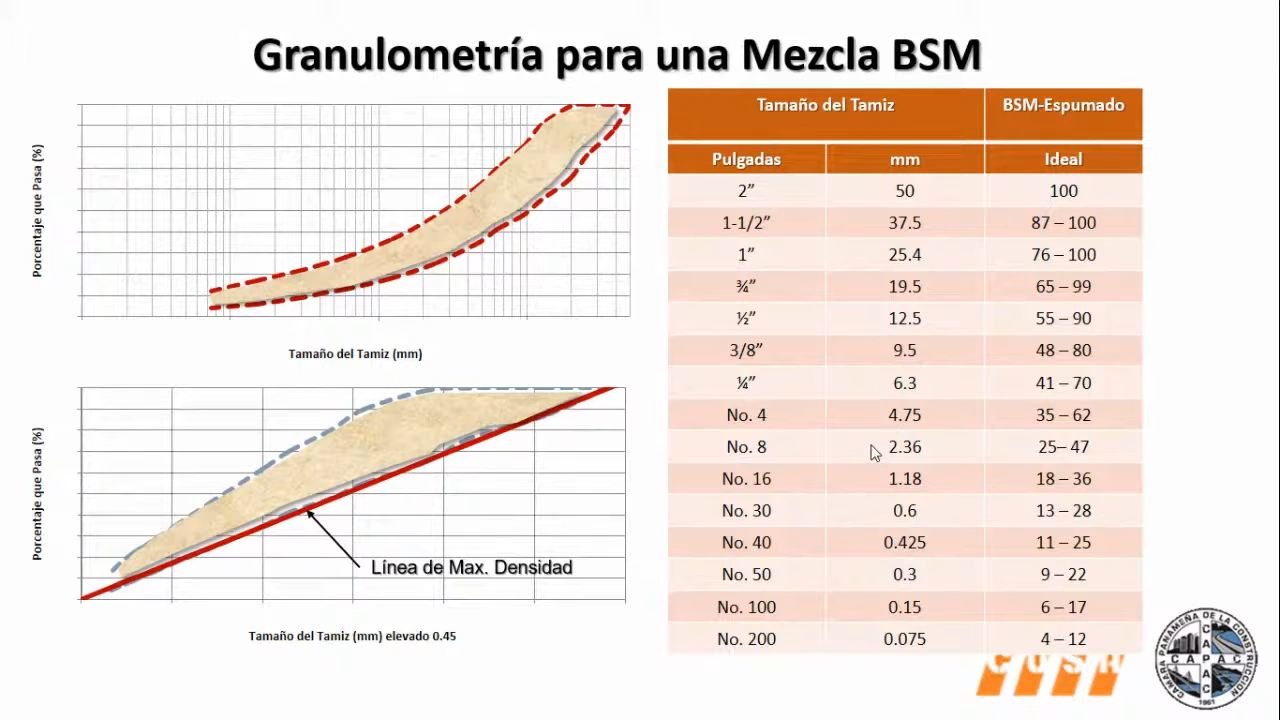 Granulometría para una Mezcla BSM
Porcentaje que Pasa (%)
Tamaño del Tamiz (mm)
Porcentaje que Pasa (%)
Línea de Max. Densidad
Tamaño del Tamiz (mm) elevado 0.45
Tamaño del Tamiz BSM-Espumado
Pulgadas mm Ideal
2” 50 100
1-1/2” 37.5 87 – 100
1” 25.4 76 – 100
¾” 19.5 65 – 99
½” 12.5 55 – 90
3/8” 9.5 48 – 80
¼” 6.3 41 – 70
No. 4 4.75 35 – 62
No. 8 2.36 25– 47
No. 16 1.18 18 – 36
No. 30 0.6 13 – 28
No. 40 0.425 11 – 25
No. 50 0.3 9 – 22
No. 100 0.15 6 – 17
No. 200 0.075 4 – 12
CAMARA PANAMEÑA DE LA CONSTRUCCION
CAPAC
CAPAC
1961